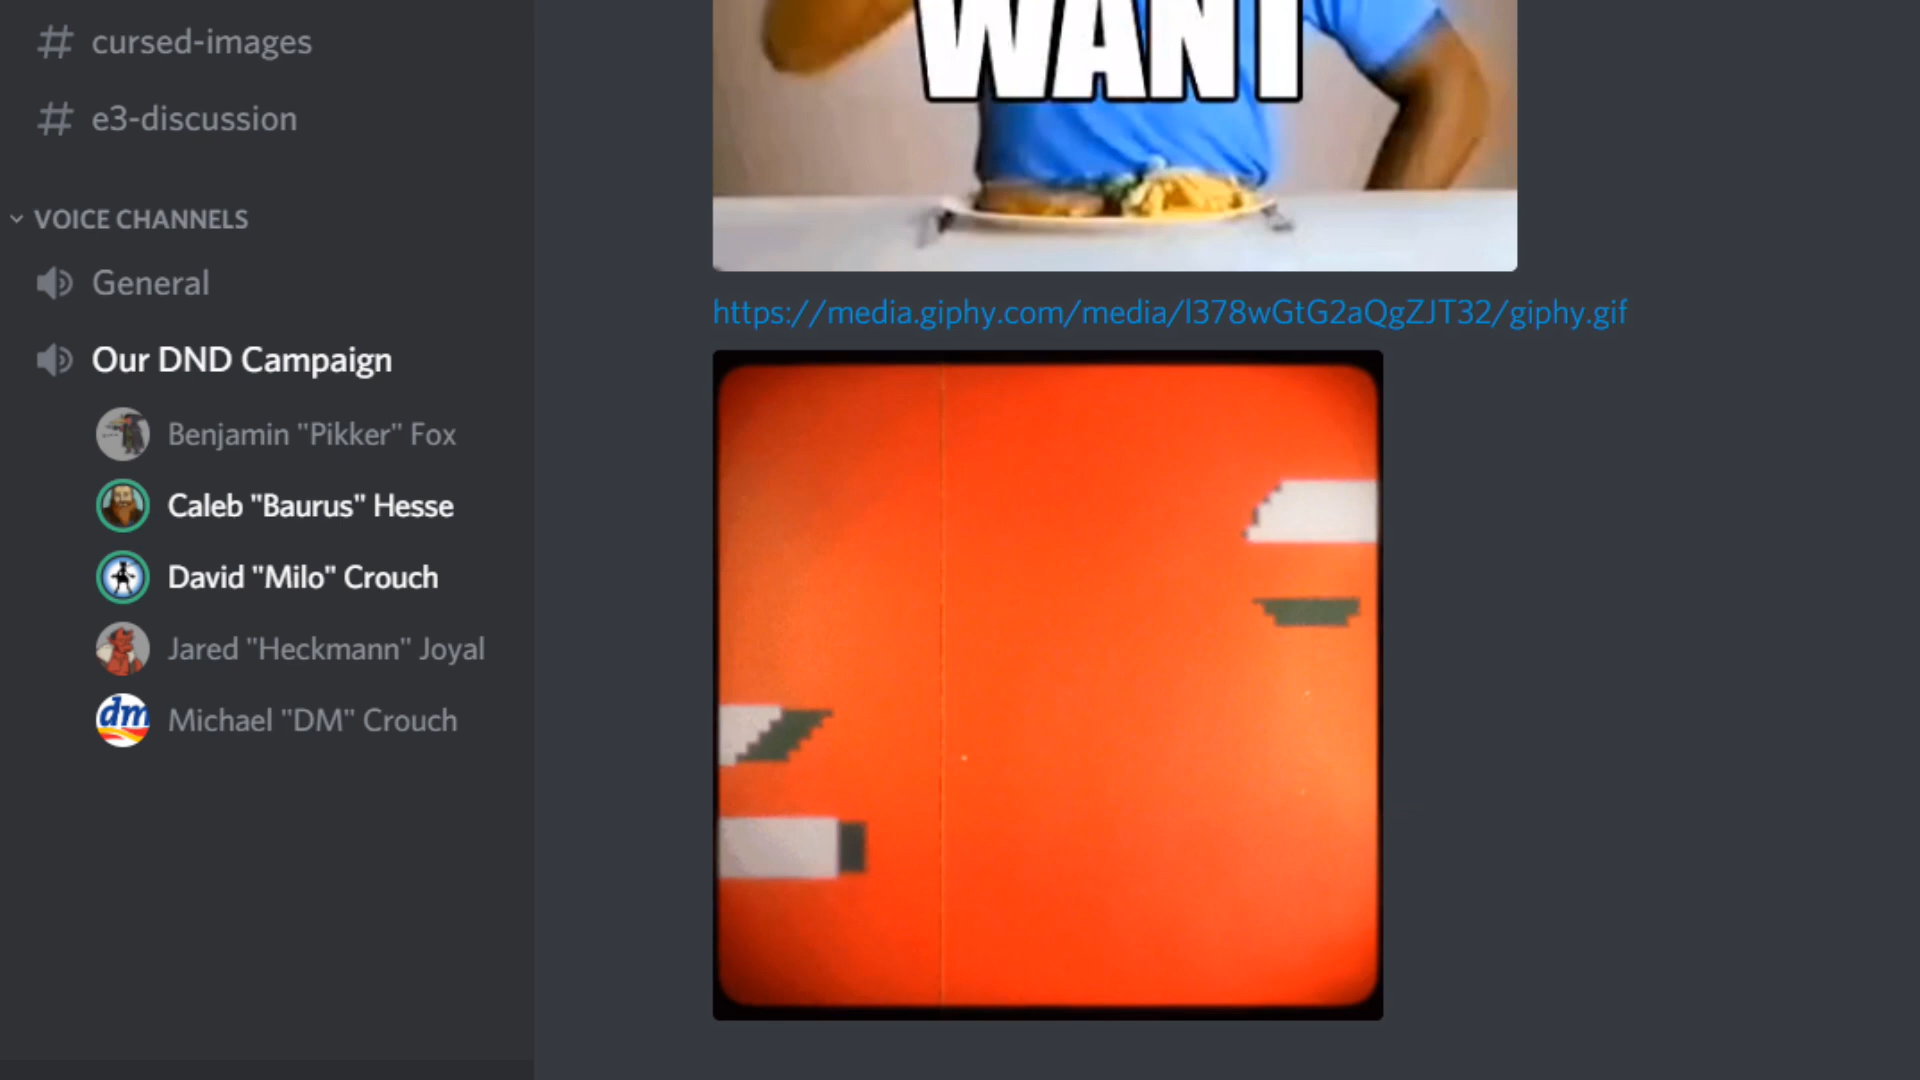 cursed-images
e3-discussion
VOICE CHANNELS
General
Our DND Campaign
Benjamin "Pikker" Fox
Caleb "Baurus" Hesse
David "Milo" Crouch
Jared "Heckmann" Joyal
dm
Michael "DM" Crouch
WANT
https://media.giphy.com/media/l378wGtG2aQgZJT32/giphy.gif